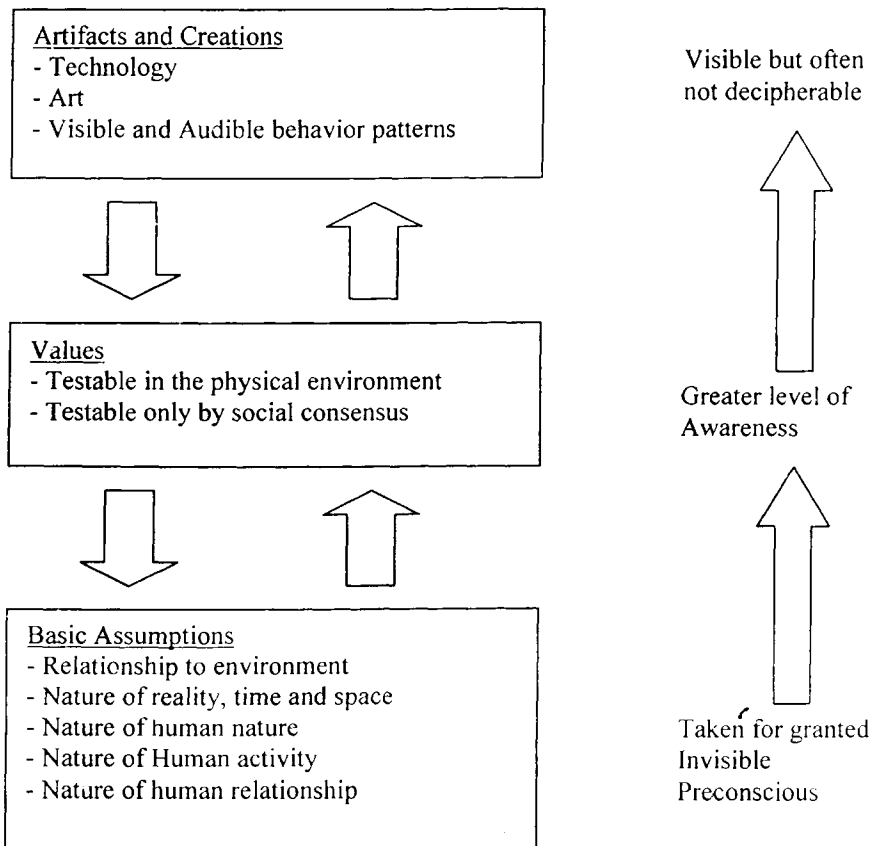 Artifacts and Creations
- Technology
- Art
- Visible and Audible behavior patterns
Visible but often
not decipherable
Values
- Testable in the physical environment
- Testable only by social consensus
Greater level of
Awareness
Basic Assumptions
- Relationship to environment
- Nature of reality, time and space
- Nature of human nature
- Nature of Human activity
- Nature of human relationship
Taken for granted
Invisible
Preconscious